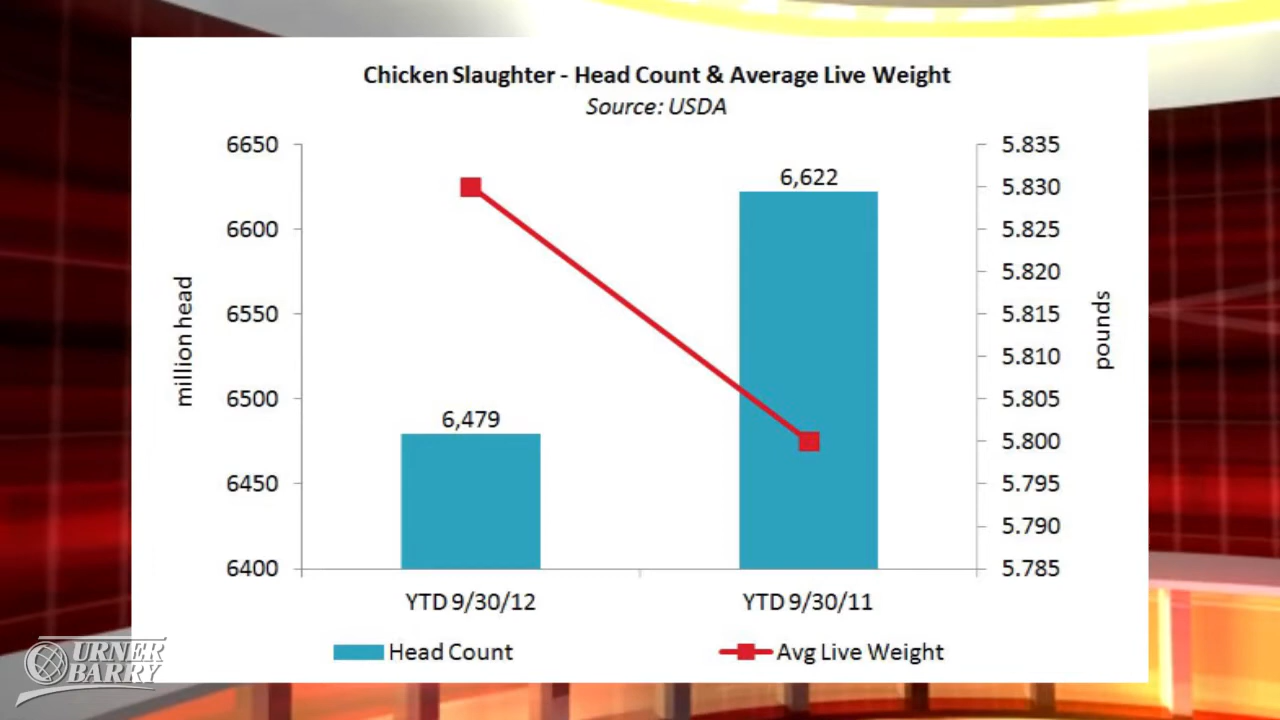 Chicken Slaughter - Head Count & Average Live Weight
Source: USDA
million head
6650
6600
6550
6500
6450
6400
6,479
6,622
5.835
5.830
5.825
5.820
5.815
5.810
5.805
5.800
5.795
5.790
5.785
pounds
YTD 9/30/12
YTD 9/30/11
Head Count
Avg Live Weight
URNER
BARRY